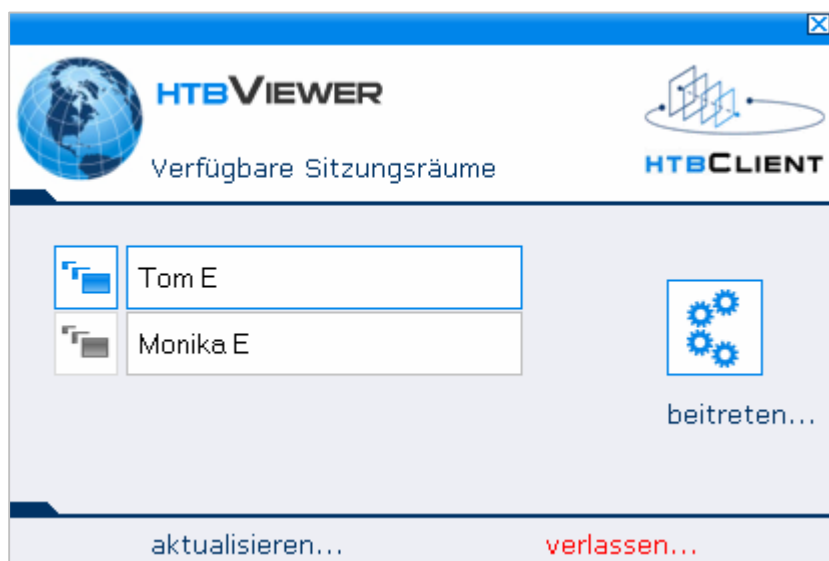 HTBVIEWER
Verfügbare Sitzungsräume
HTBCLIENT
Tom E
Monika E
beitreten...
aktualisieren...
verlassen...